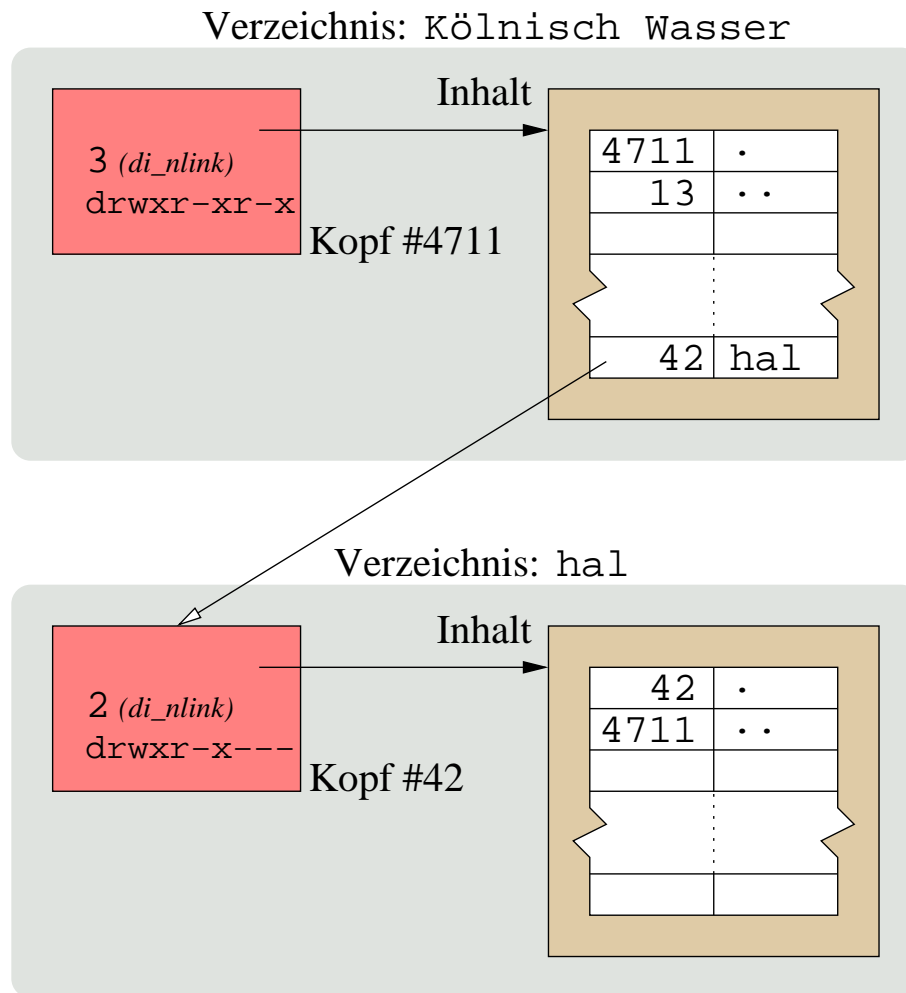 Verzeichnis: Kölnisch Wasser
Inhalt
3 (di_nlink)
drwxr-xr-x
Kopf #4711
4711 .
13 ..
42 hal
Verzeichnis: hal
Inhalt
2 (di_nlink)
drwxr-x---
Kopf #42
42 .
4711 ..